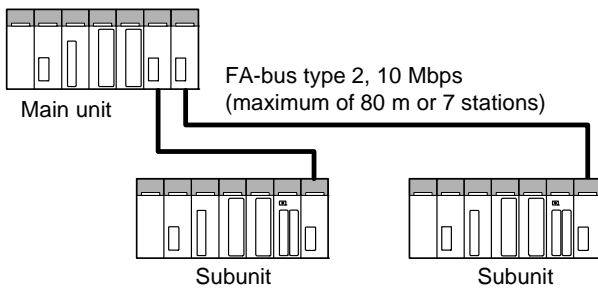 FA-bus type 2, 10 Mbps
(maximum of 80 m or 7 stations)
Main unit
Subunit
Subunit